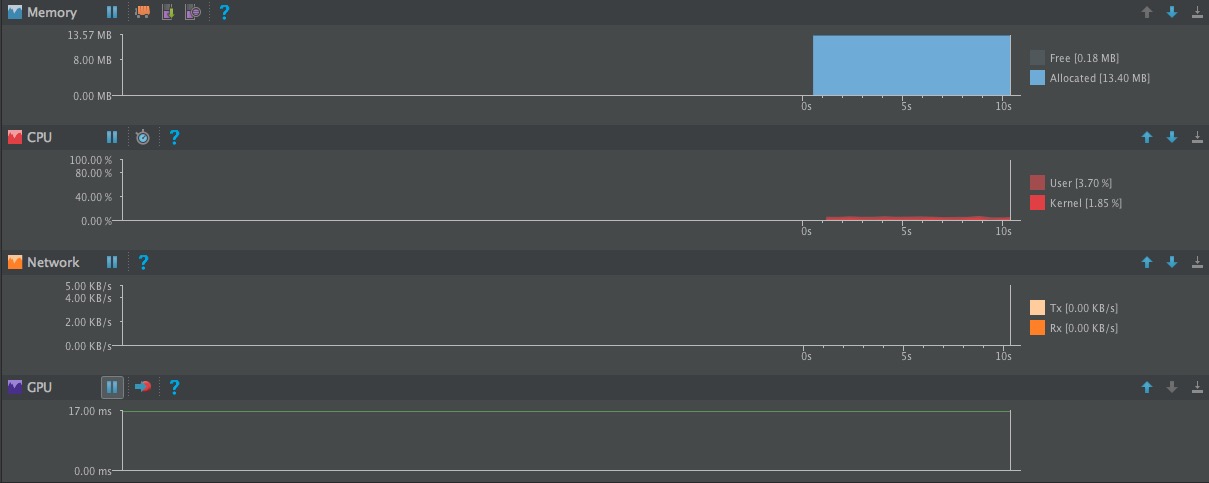 Memory ?
13.57 MB
8.00 MB
0.00 MB
0s 5s 10s
Free [0.18 MB]
Allocated [13.40 MB]
CPU ?
100.00 %
80.00 %
40.00 %
0.00 %
0s 5s 10s
User [3.70 %]
Kernel [1.85 %]
Network ?
5.00 KB/s
4.00 KB/s
2.00 KB/s
0.00 KB/s
0s 5s 10s
Tx [0.00 KB/s]
Rx [0.00 KB/s]
GPU ?
17.00 ms
0.00 ms